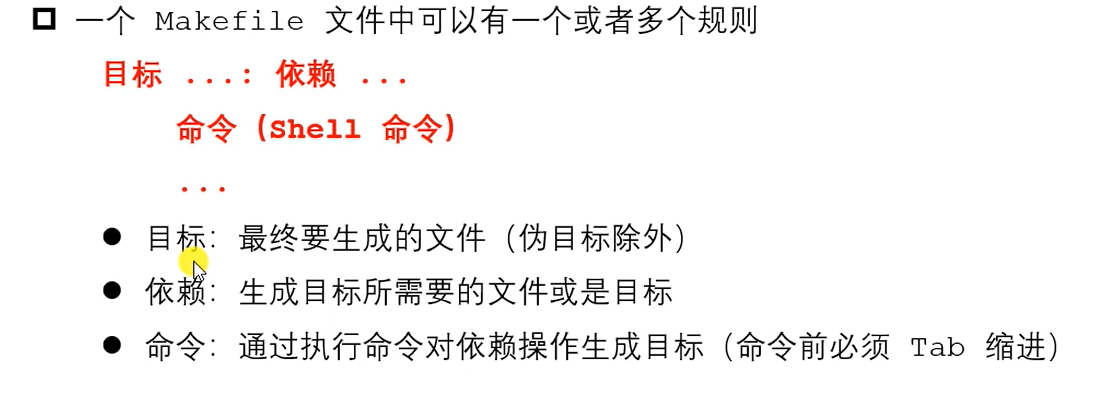 一个 Makefile 文件中可以有一个或者多个规则
目标 ...: 依赖 ...
命令（Shell 命令）
...
目标：最终要生成的文件（伪目标除外）
依赖：生成目标所需要的文件或是目标
命令：通过执行命令对依赖操作生成目标（命令前必须 Tab 缩进）